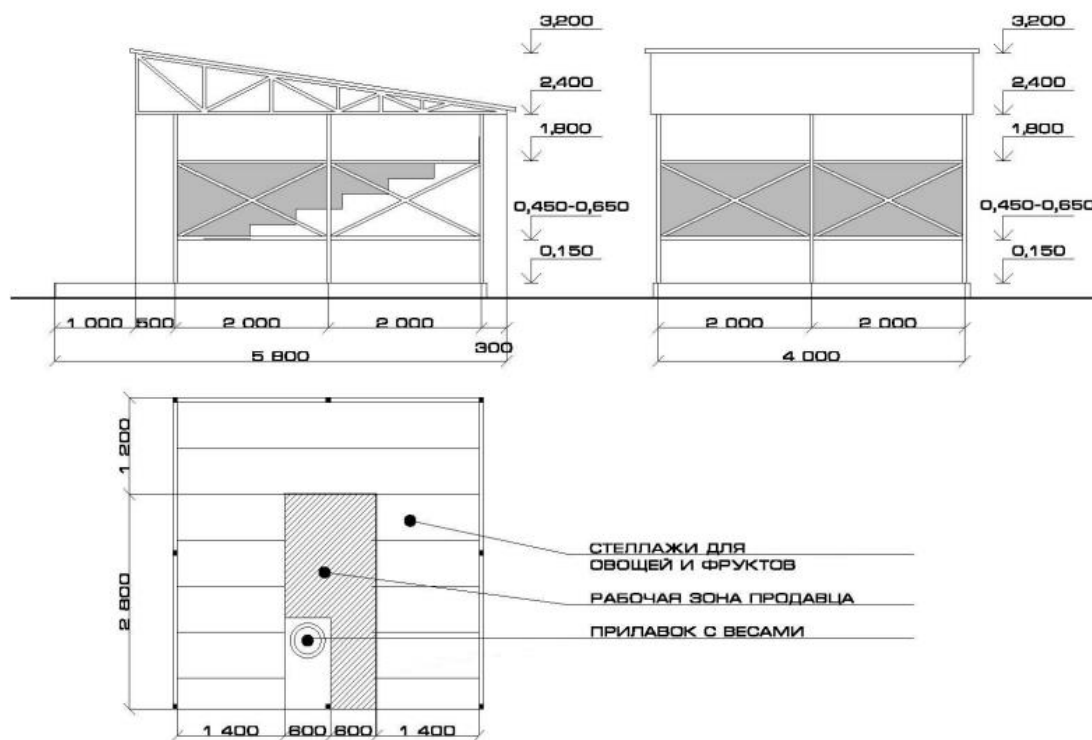 3,200
2,400
1,800
0,450-0,650
0,150
1 000 500 2 000 2 000
300
5 800
3,200
2,400
1,800
0,450-0,650
0,150
2 000 2 000
4 000
1 200
2 800
СТЕЛЛАЖИ ДЛЯ
ОВОЩЕЙ И ФРУКТОВ
РАБОЧАЯ ЗОНА ПРОДАВЦА
ПРИЛАВОК С ВЕСАМИ
1 400 600 600 1 400